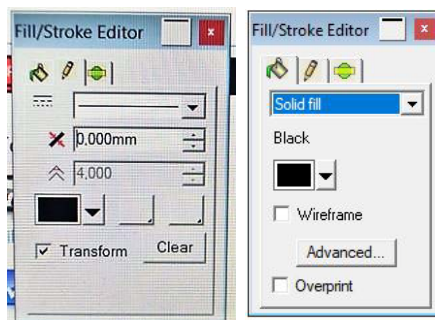 Fill/Stroke Editor
0,000mm
4,000
Transform
Clear
Fill/Stroke Editor
Solid fill
Black
Wireframe
Advanced...
Overprint